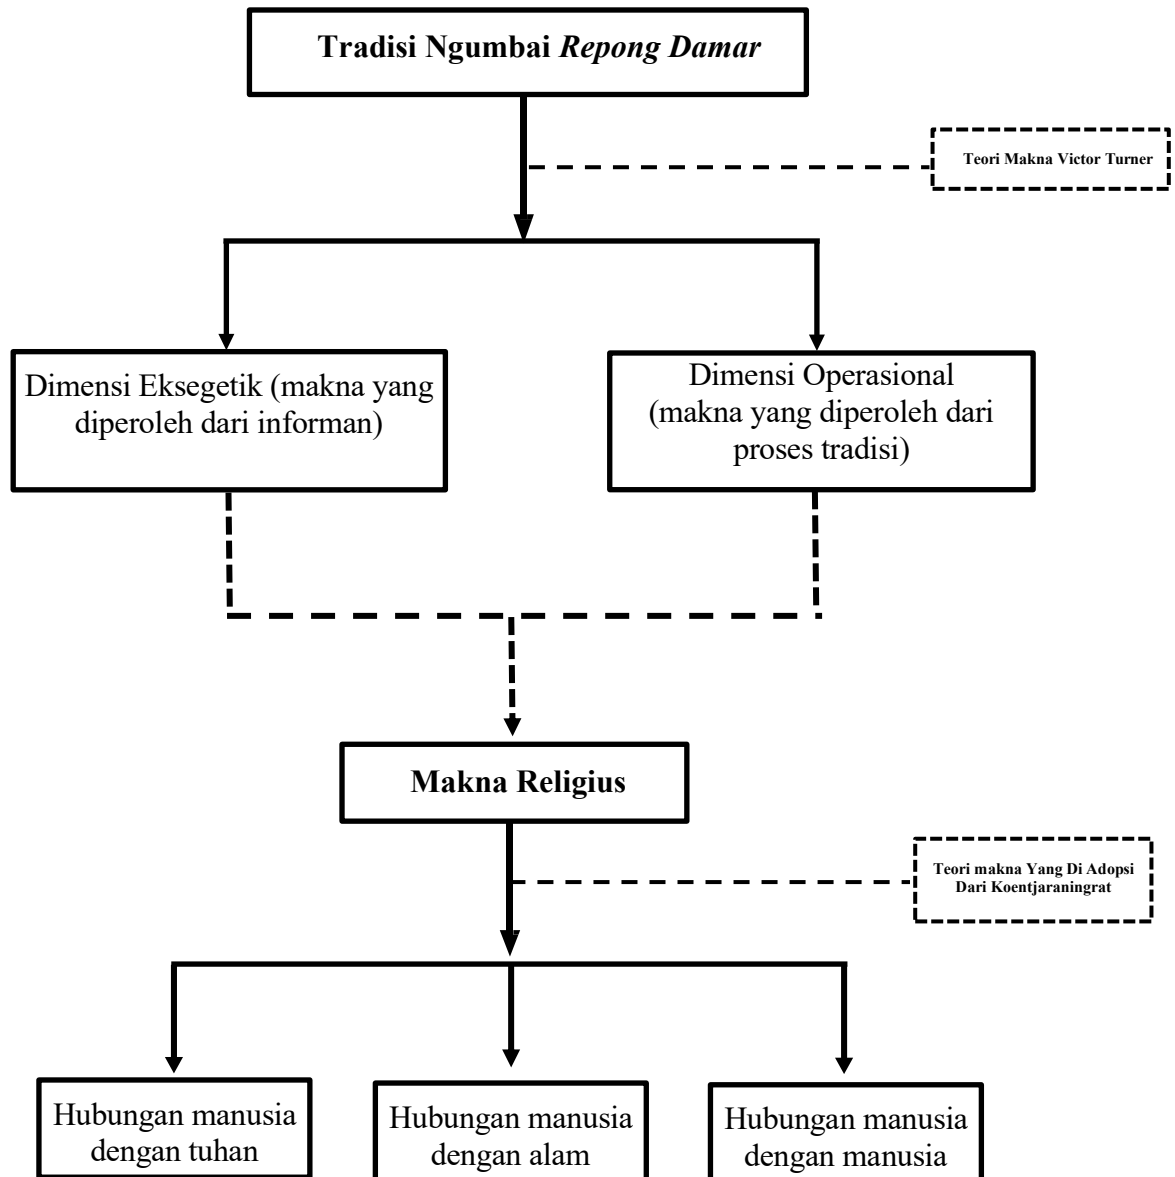 Tradisi Ngumbai Repong Damar
Teori Makna Victor Turner
Dimensi Eksegetik (makna yang
diperoleh dari informan)
Dimensi Operasional
(makna yang diperoleh dari
proses tradisi)
Makna Religius
Teori makna Yang Di Adopsi
Dari Koentjaraningrat
Hubungan manusia
dengan tuhan
Hubungan manusia
dengan alam
Hubungan manusia
dengan manusia